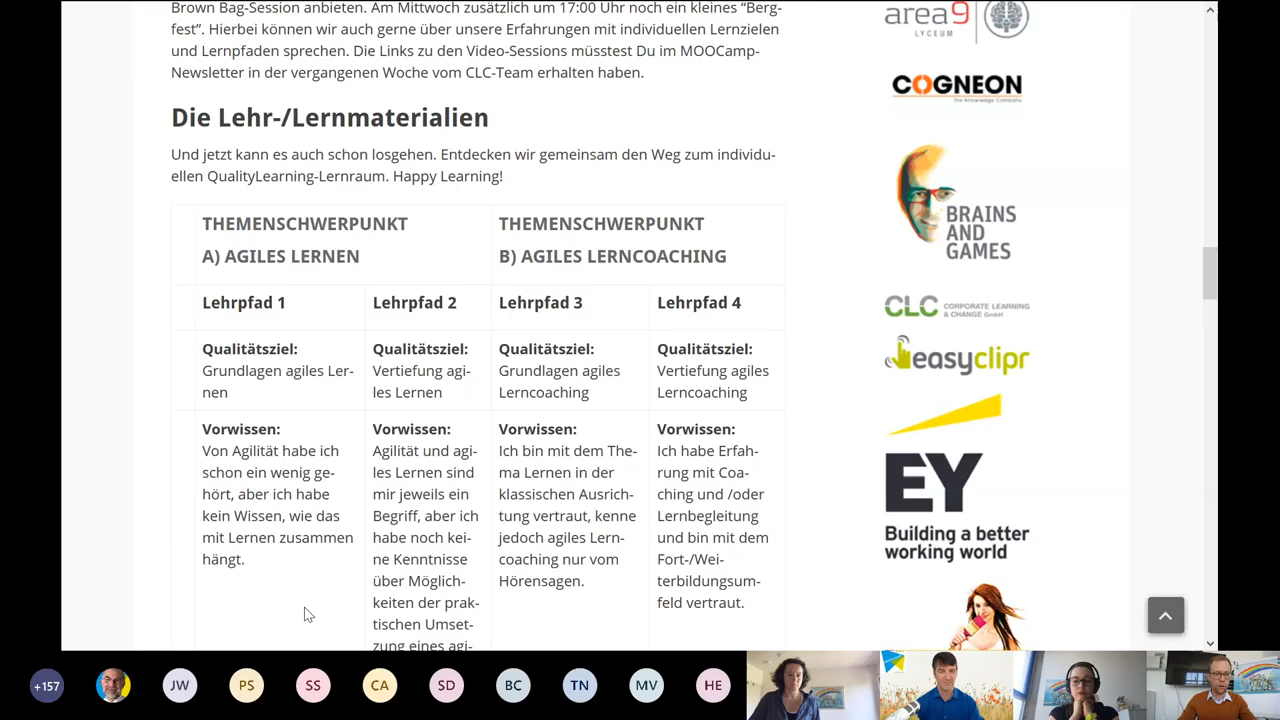 Brown Bag-Session anbieten. Am Mittwoch zusätzlich um 17:00 Uhr noch ein kleines “Berg-
fest”. Hierbei können wir auch gerne über unsere Erfahrungen mit individuellen Lernzielen
und Lernpfaden sprechen. Die Links zu den Video-Sessions müsstest Du im MOOCamp-
Newsletter in der vergangenen Woche vom CLC-Team erhalten haben.
Die Lehr-/Lernmaterialien
Und jetzt kann es auch schon losgehen. Entdecken wir gemeinsam den Weg zum individu-
ellen QualityLearning-Lernraum. Happy Learning!
THEMENSCHWERPUNKT
A) AGILES LERNEN
THEMENSCHWERPUNKT
B) AGILES LERNCOACHING
Lehrpfad 1
Lehrpfad 2
Lehrpfad 3
Lehrpfad 4
Qualitätsziel:
Grundlagen agiles Ler-
nen
Qualitätsziel:
Vertiefung agi-
les Lernen
Qualitätsziel:
Grundlagen agiles
Lerncoaching
Qualitätsziel:
Vertiefung agiles
Lerncoaching
Vorwissen:
Von Agilität habe ich
schon wenig ge-
hört, aber ich habe
kein Wissen, wie das
mit Lernen zusammen
hängt.
Vorwissen:
Agilität und agi-
les Lernen sind
mir jeweils ein
Begriff, aber ich
habe noch kei-
ne Kenntnisse
über Möglich-
keiten der prak-
tischen Umset-
zung eines agi-
Vorwissen:
Ich bin mit dem The-
ma Lernen in der
klassischen Ausrich-
tung vertraut, kenne
jedoch agiles Lern-
coaching nur vom
Hörensagen.
Vorwissen:
Ich habe Erfah-
rung mit Coa-
ching und /oder
Lernbegleitung
und bin mit dem
Fort-/Wei-
terbildungsum-
feld vertraut.
area9
LYCEUM
COGNEON
The Knowledge Company
BRAINS
AND
GAMES
CLC CORPORATE LEARNING
& CHANGE GmbH
easyclipr
EY
Building a better
working world
+157
JW
PS
SS
CA
SD
BC
TN
MV
HE